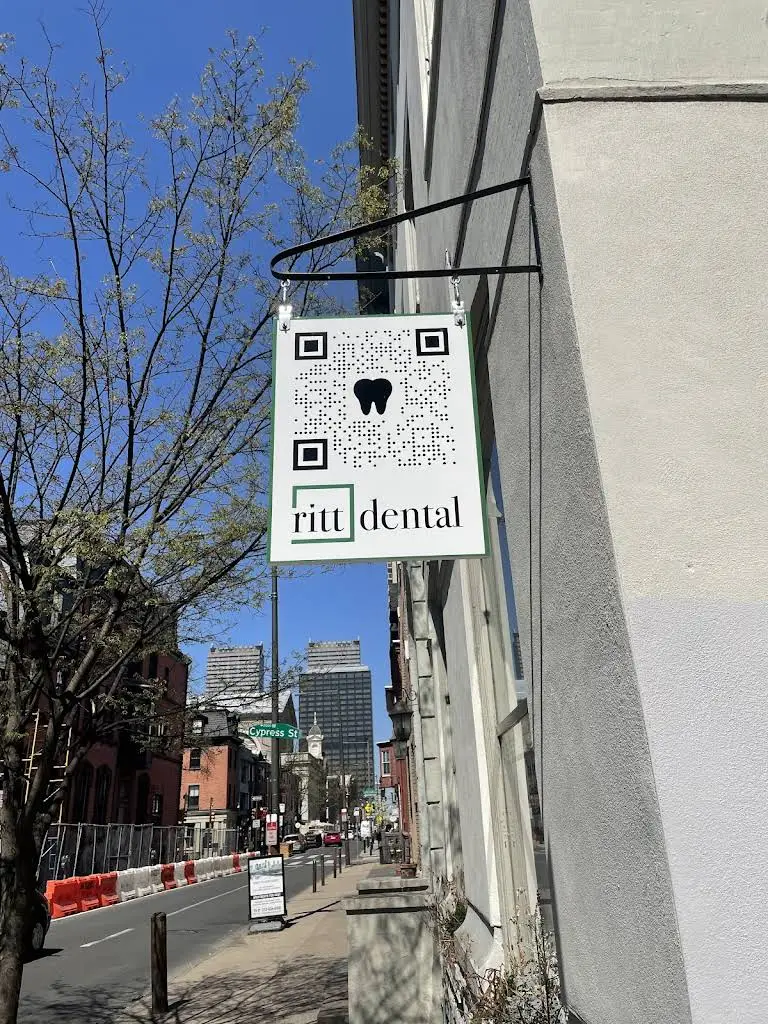 ritt dental
Cypress St